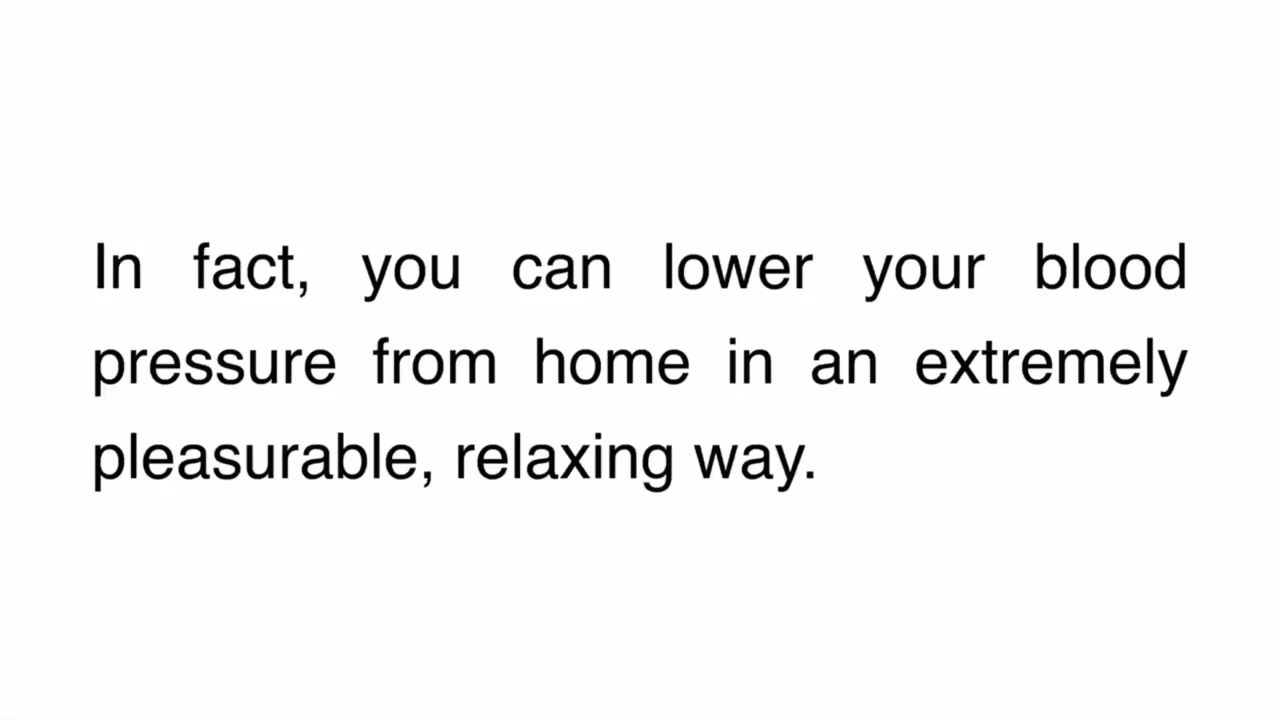 In fact, you can lower your blood
pressure from home in an extremely
pleasurable, relaxing way.